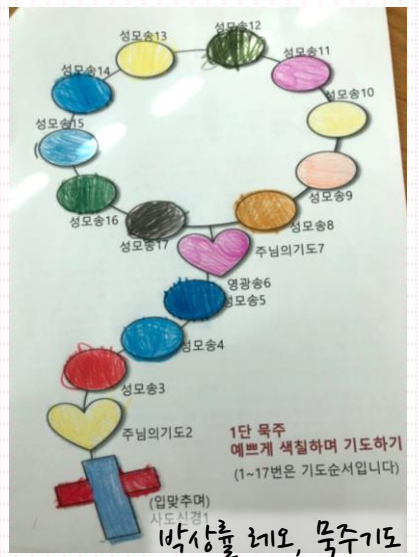 성모송12
성모송13
성모송11
성모송14
성모송10
성모송15
성모송9
성모송16
성모송8
성모송17
주님의기도7
영광송6
성모송5
성모송4
성모송3
주님의기도2
1단 묵주
예쁘게 색칠하며 기도하기
(1~17번은 기도순서입니다)
(입맞추며)
사도신경1
박상률 레오, 묵주기도